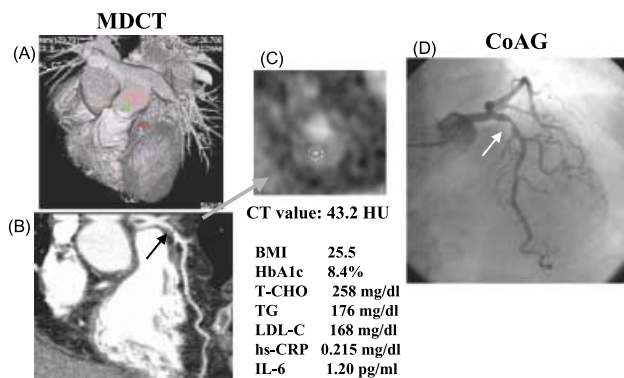 MDCT
(A)
CT
(B)
(C)
CT value: 43.2 HU
BMI 25.5
HbA1c 8.4%
T-CHO 258 mg/dl
TG 176 mg/dl
LDL-C 168 mg/dl
hs-CRP 0.215 mg/dl
IL-6 1.20 pg/ml
CoAG
(D)